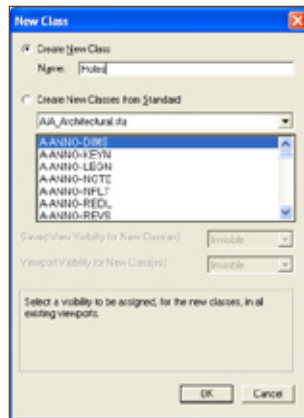 New Class
Create New Class
Name: Holes
Create New Classes from Standard
AIA_Architectural.sta
A-ANNO-DIMS
A-ANNO-KEYN
A-ANNO-LEGN
A-ANNO-NOTE
A-ANNO-NPLT
A-ANNO-REDL
A-ANNO-REVS
Saved View Visibility for New Class(es): Invisible
Viewport Visibility for New Class(es): Invisible
Select a visibility to be assigned, for the new classes, in all
existing viewports.
OK Cancel